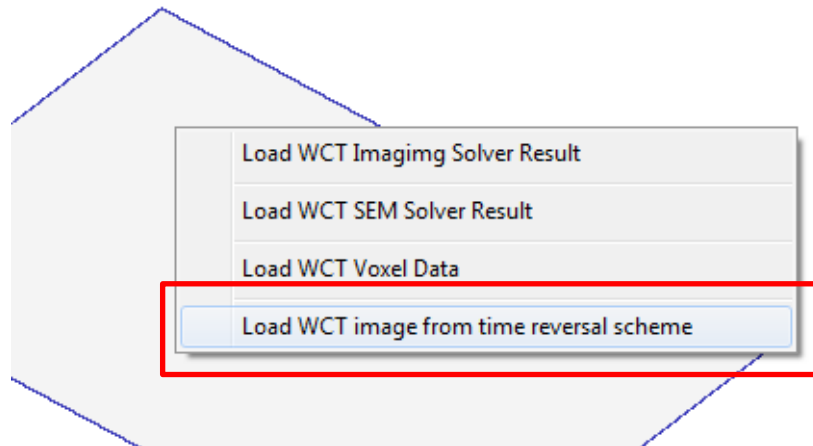 Load WCT Imagimg Solver Result
Load WCT SEM Solver Result
Load WCT Voxel Data
Load WCT image from time reversal scheme